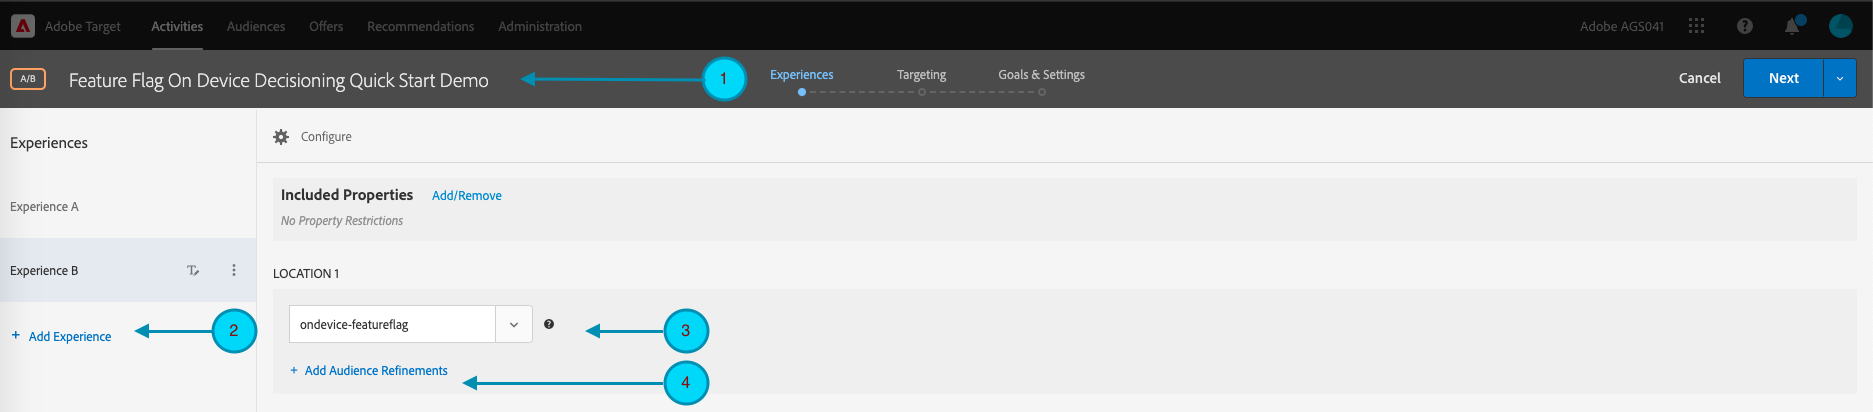 Adobe Target Activities Audiences Offers Recommendations Administration Adobe AGS041
A/B Feature Flag On Device Decisioning Quick Start Demo 1 Experiences Targeting Goals & Settings Cancel Next
Experiences
Configure
Included Properties Add/Remove
No Property Restrictions
Experience A
Experience B
LOCATION 1
+ Add Experience 2
ondevice-featureflag 3
+ Add Audience Refinements 4